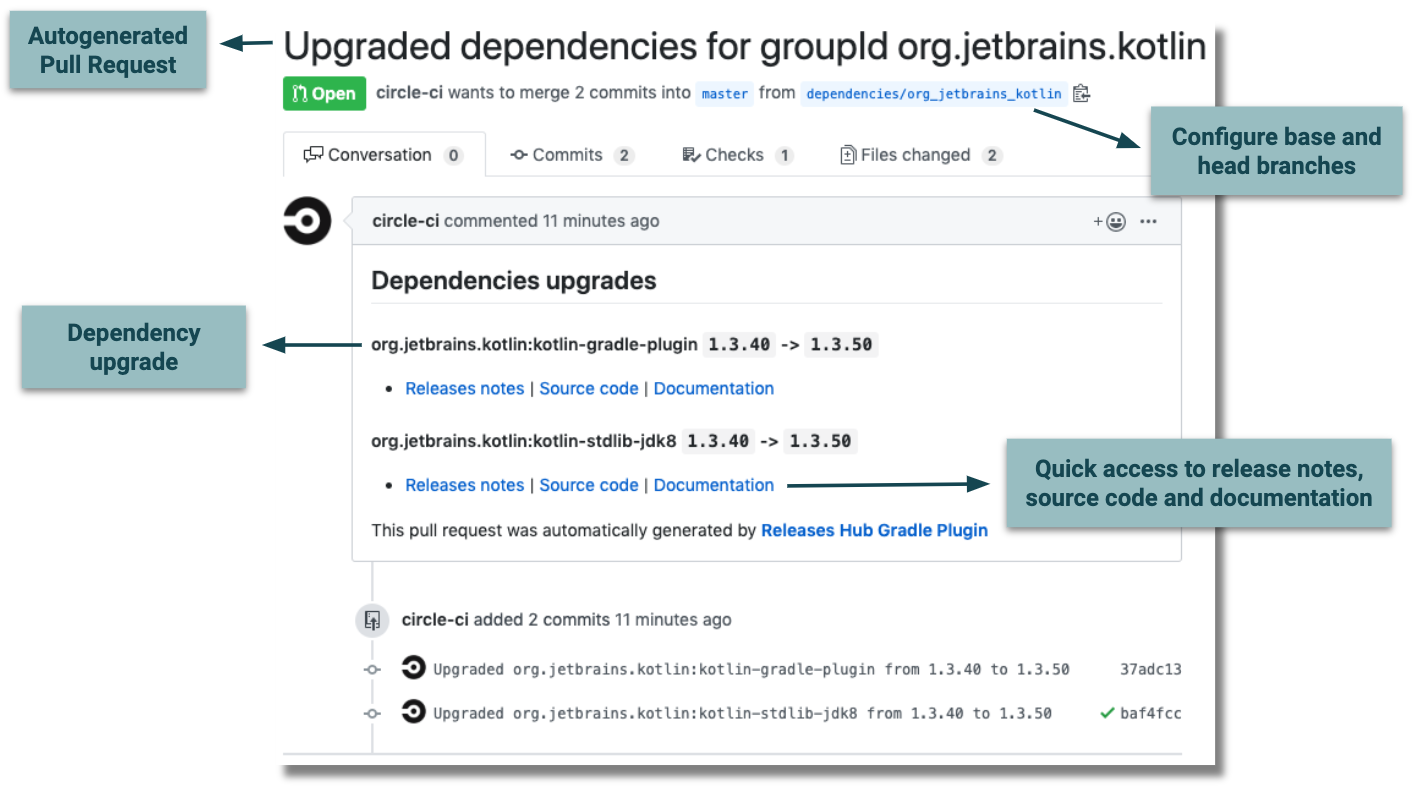 Autogenerated
Pull Request
Upgraded dependencies for groupId org.jetbrains.kotlin
Open circle-ci wants to merge 2 commits into master from dependencies/org_jetbrains_kotlin
Configure base and
head branches
Conversation 0 Commits 2 Checks 1 Files changed 2
circle-ci commented 11 minutes ago
Dependencies upgrades
Dependency
upgrade
org.jetbrains.kotlin:kotlin-gradle-plugin 1.3.40 -> 1.3.50
• Releases notes | Source code | Documentation
org.jetbrains.kotlin:kotlin-stdlib-jdk8 1.3.40 -> 1.3.50
• Releases notes | Source code | Documentation
Quick access to release notes,
source code and documentation
This pull request was automatically generated by Releases Hub Gradle Plugin
circle-ci added 2 commits 11 minutes ago
Upgraded org.jetbrains.kotlin:kotlin-gradle-plugin from 1.3.40 to 1.3.50 37adc13
Upgraded org.jetbrains.kotlin:kotlin-stdlib-jdk8 from 1.3.40 to 1.3.50 baf4fcc